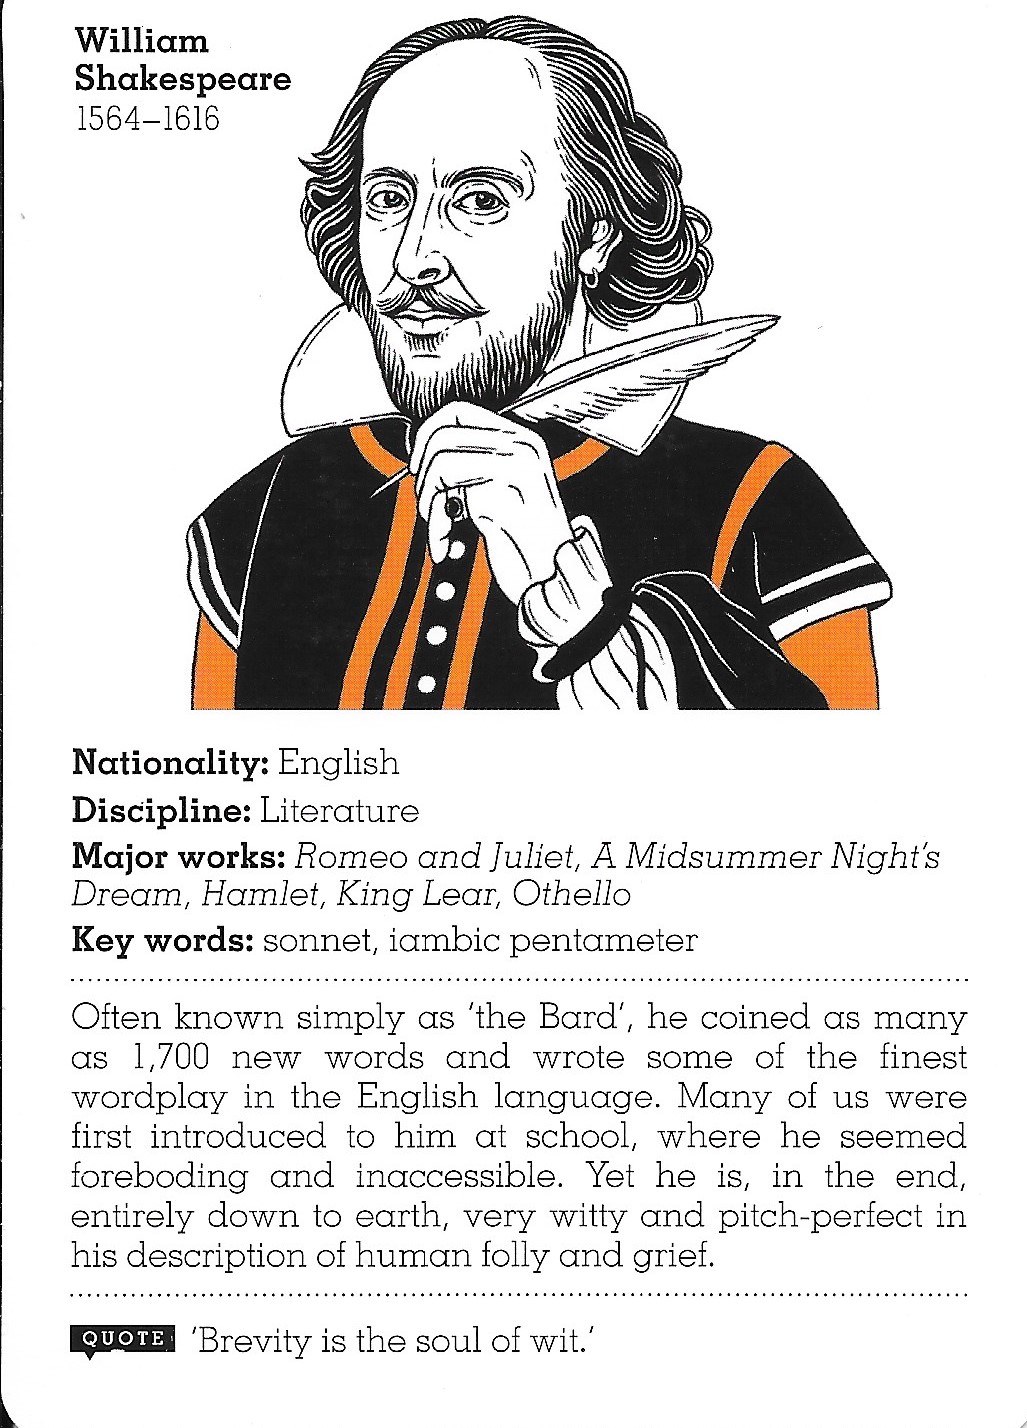 William
Shakespeare
1564–1616
Nationality: English
Discipline: Literature
Major works: Romeo and Juliet, A Midsummer Night's
Dream, Hamlet, King Lear, Othello
Key words: sonnet, iambic pentameter
Often known simply as 'the Bard', he coined as many
as 1,700 new words and wrote some of the finest
wordplay in the English language. Many of us were
first introduced to him at school, where he seemed
foreboding and inaccessible. Yet he is, in the end,
entirely down to earth, very witty and pitch-perfect in
his description of human folly and grief.
QUOTE 'Brevity is the soul of wit.'